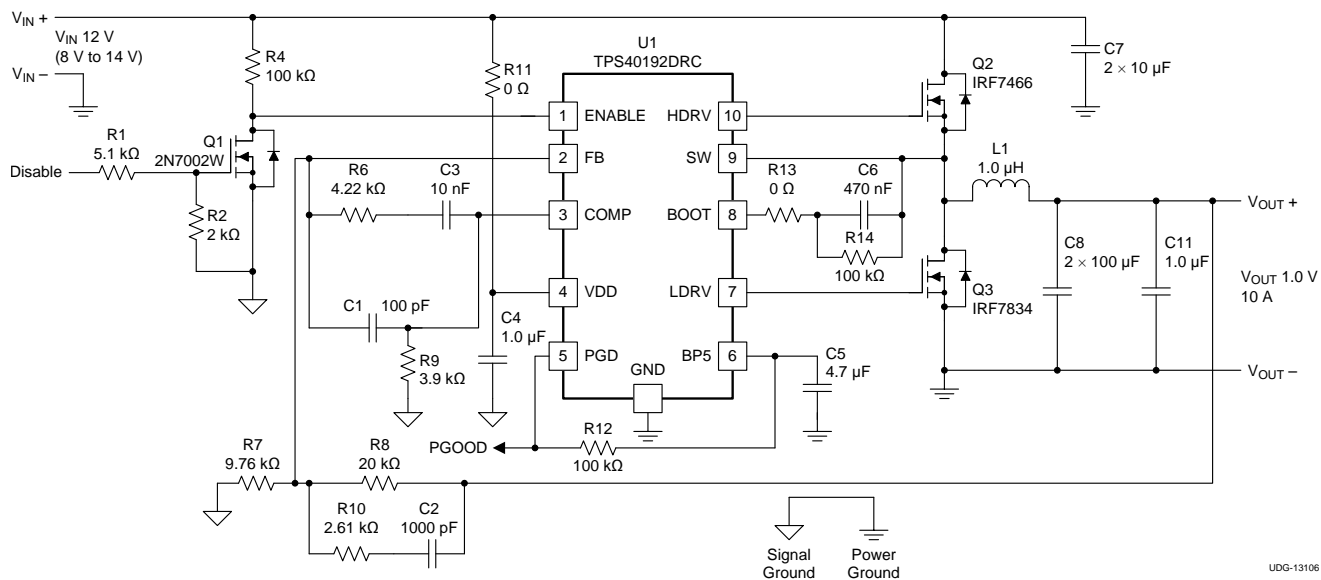 V_IN +
V_IN 12 V
(8 V to 14 V)
V_IN –
R4
100 kΩ
R11
0 Ω
U1
TPS40192DRC
C7
2 × 10 µF
Q2
IRF7466
R1
5.1 kΩ
Q1
2N7002W
Disable
R2
2 kΩ
1 ENABLE
HDRV 10
2 FB
SW 9
3 COMP
BOOT 8
4 VDD
LDRV 7
5 PGD
BP5 6
GND
R6
4.22 kΩ
C3
10 nF
R13
0 Ω
C6
470 nF
R14
100 kΩ
L1
1.0 µH
V_OUT +
C8
2 × 100 µF
C11
1.0 µF
V_OUT 1.0 V
10 A
Q3
IRF7834
C1
100 pF
C4
1.0 µF
R9
3.9 kΩ
C5
4.7 µF
V_OUT –
PGOOD
R12
100 kΩ
R7
9.76 kΩ
R8
20 kΩ
R10
2.61 kΩ
C2
1000 pF
Signal
Ground
Power
Ground
UDG-13106